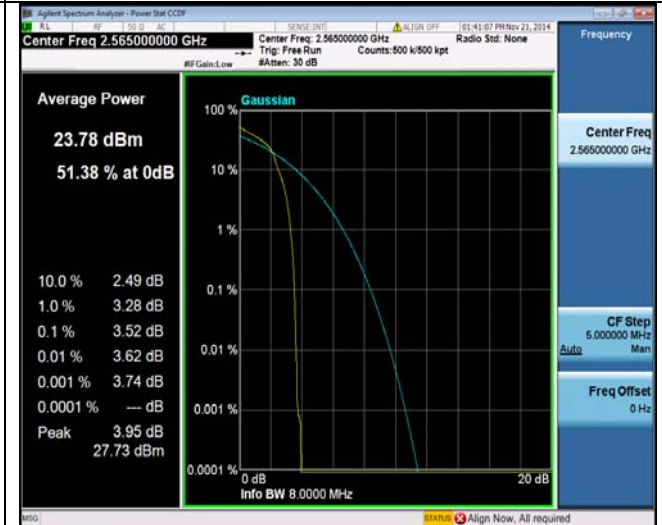 Agilent Spectrum Analyzer - Power Stat CCDF
RL RF 50 Ω AC SENSE:INT ALIGN OFF 01:41:07 PM Nov 21, 2014
Center Freq 2.565000000 GHz
Center Freq: 2.565000000 GHz Radio Std: None
Trig: Free Run Counts:500 k/500 kpt
#IFGain:Low #Atten: 30 dB
Frequency
Average Power
23.78 dBm
51.38 % at 0dB
10.0 % 2.49 dB
1.0 % 3.28 dB
0.1 % 3.52 dB
0.01 % 3.62 dB
0.001 % 3.74 dB
0.0001 % --- dB
Peak 3.95 dB
27.73 dBm
Gaussian
100 %
10 %
1 %
0.1 %
0.01 %
0.001 %
0.0001 %
0 dB 20 dB
Info BW 8.0000 MHz
Center Freq
2.565000000 GHz
CF Step
5.000000 MHz
Auto Man
Freq Offset
0 Hz
MSG STATUS Align Now, All required